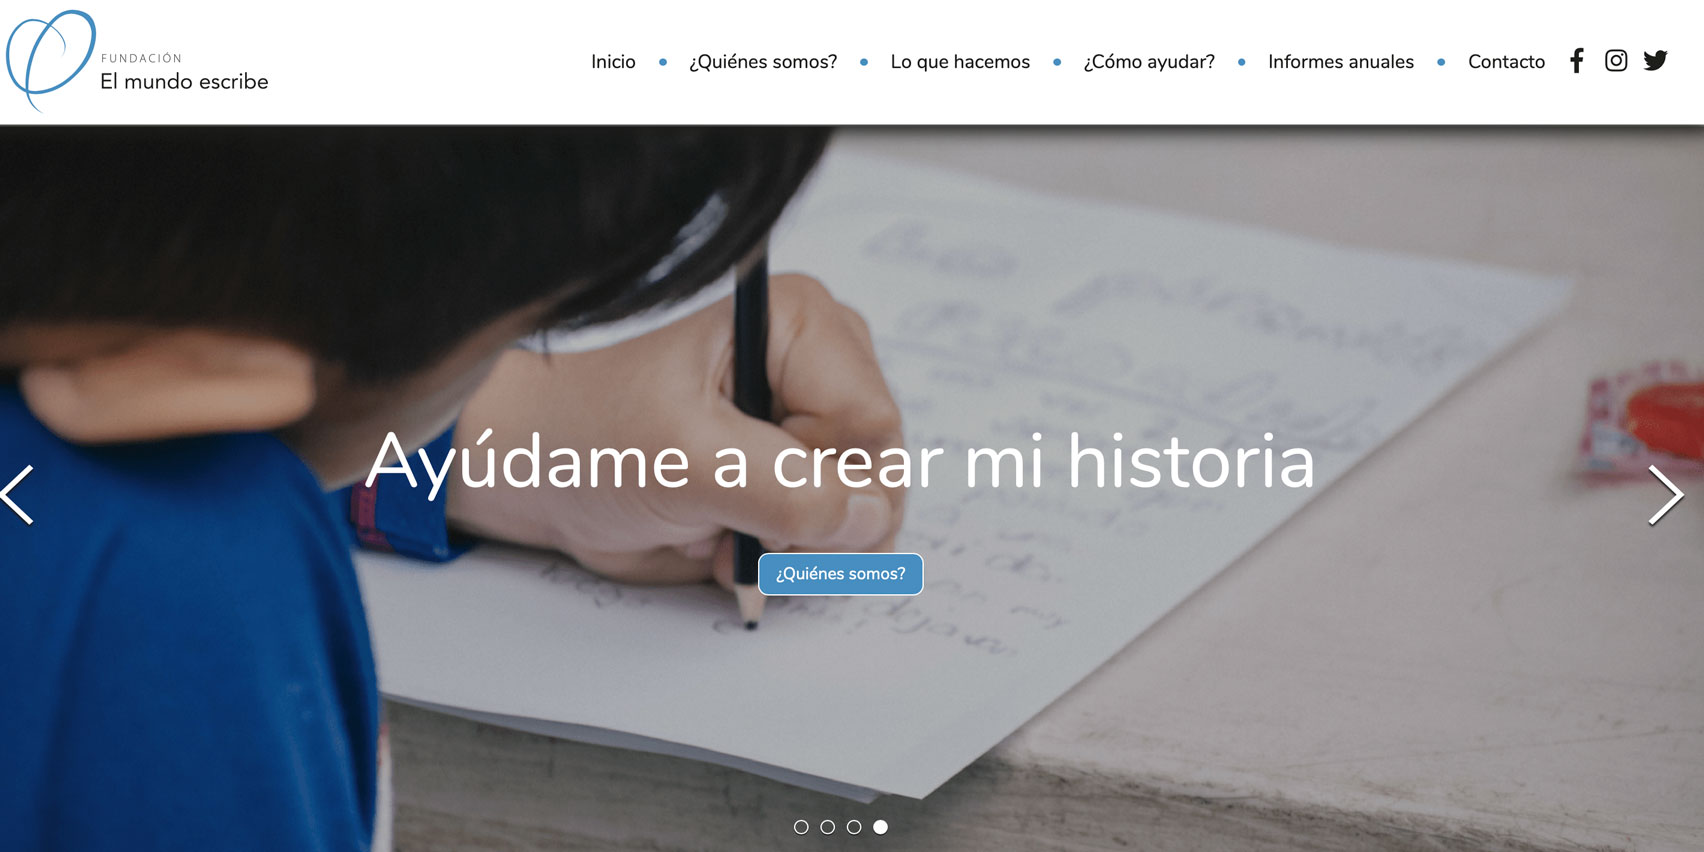 FUNDACIÓN
El mundo escribe
Inicio • ¿Quiénes somos? • Lo que hacemos • ¿Cómo ayudar? • Informes anuales • Contacto
Ayúdame a crear mi historia
¿Quiénes somos?